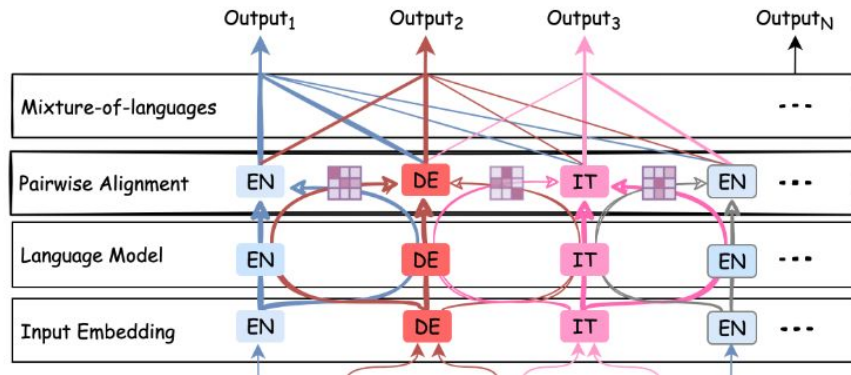 Output1 Output2 Output3 OutputN
Mixture-of-languages ...
Pairwise Alignment EN DE IT EN ...
Language Model EN DE IT EN ...
Input Embedding EN DE IT EN ...